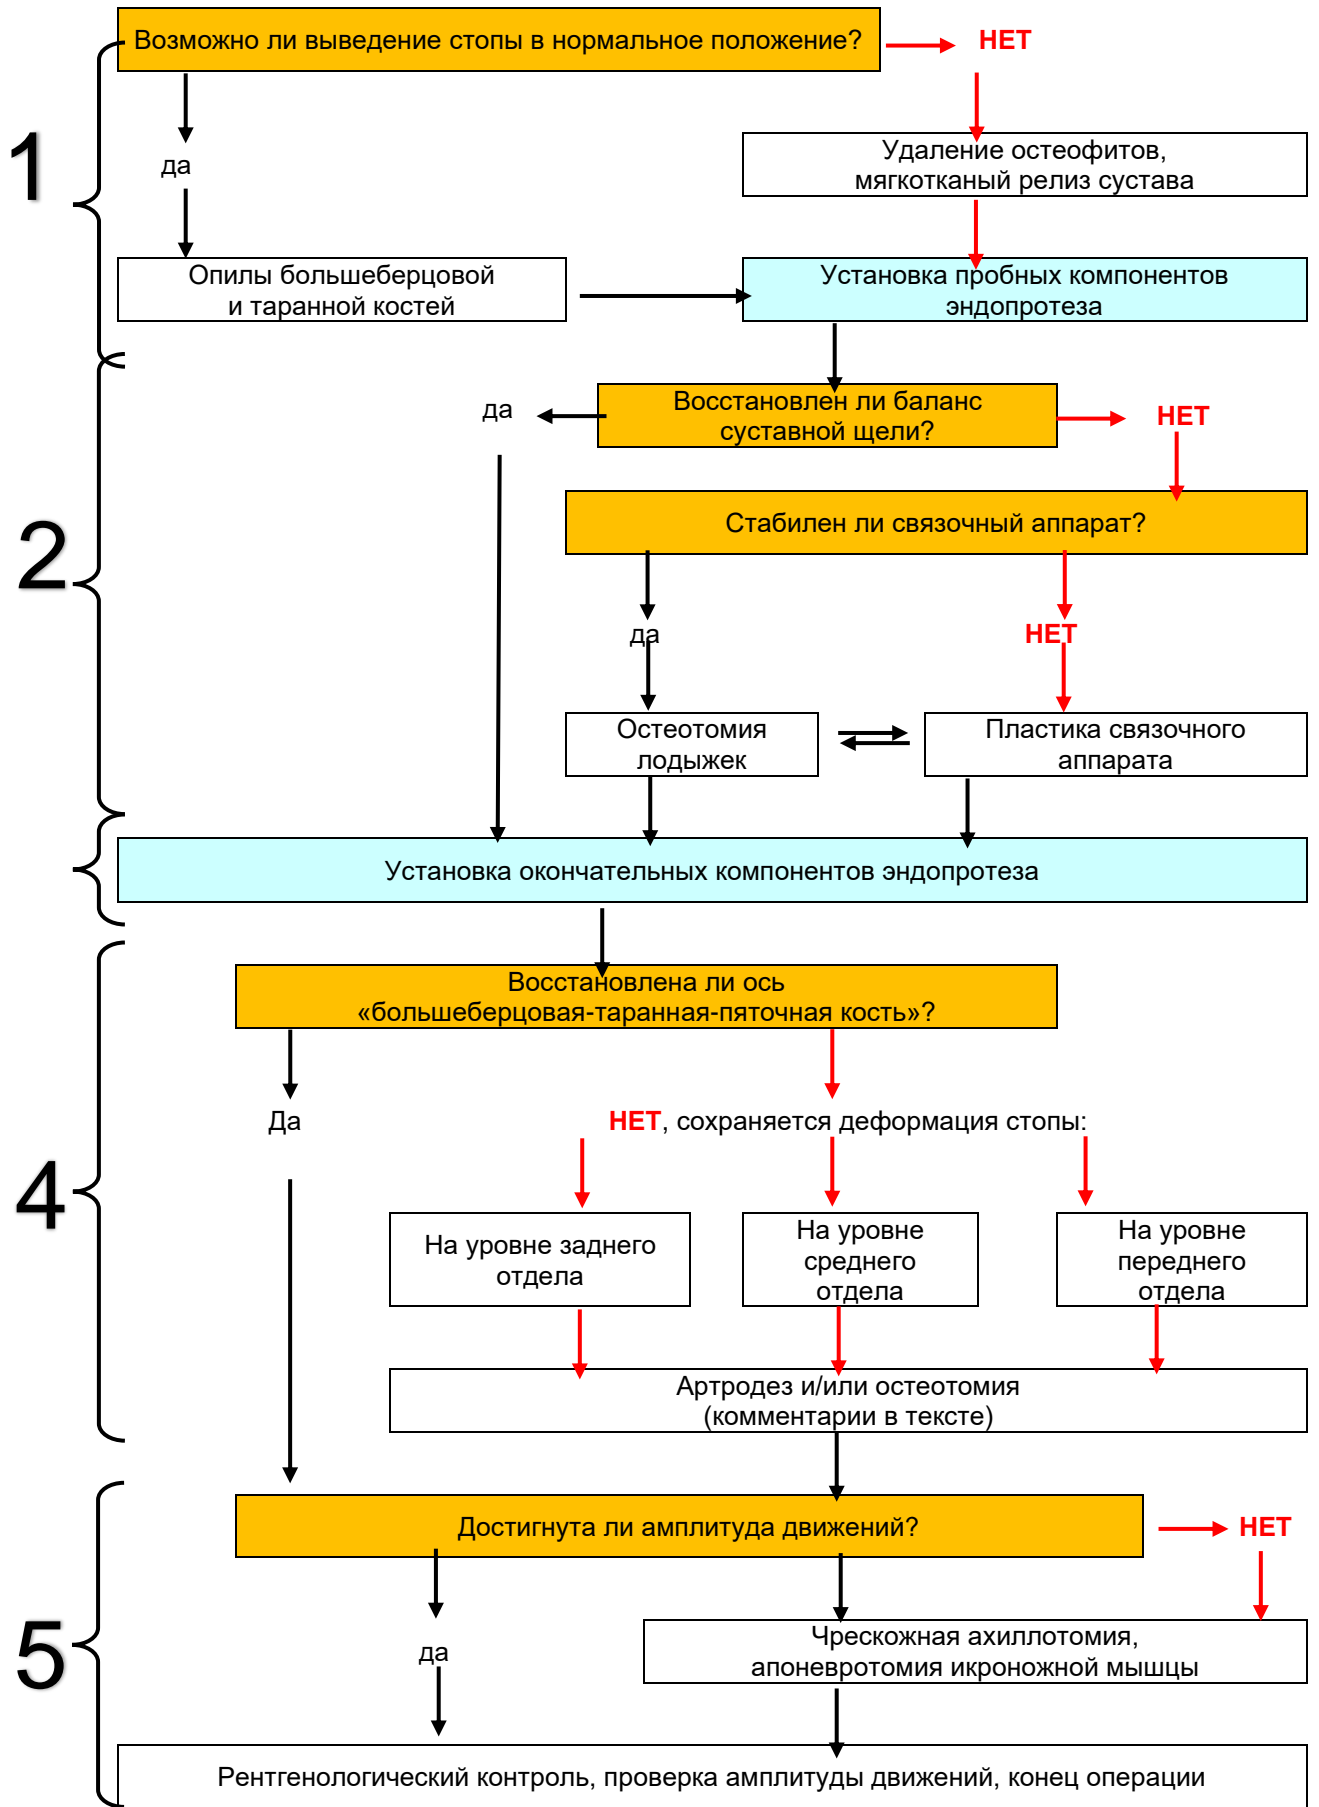 Возможно ли выведение стопы в нормальное положение?
НЕТ
1
да
Удаление остеофитов,
мягкотканый релиз сустава
Опилы большеберцовой
и таранной костей
Установка пробных компонентов
эндопротеза
2
да
Восстановлен ли баланс
суставной щели?
НЕТ
Стабилен ли связочный аппарат?
да
НЕТ
Остеотомия
лодыжек
Пластика связочного
аппарата
Установка окончательных компонентов эндопротеза
4
Восстановлена ли ось
«большеберцовая-таранная-пяточная кость»?
Да
НЕТ, сохраняется деформация стопы:
На уровне заднего
отдела
На уровне
среднего
отдела
На уровне
переднего
отдела
Артродез и/или остеотомия
(комментарии в тексте)
5
Достигнута ли амплитуда движений?
НЕТ
да
Чрескожная ахиллотомия,
апоневротомия икроножной мышцы
Рентгенологический контроль, проверка амплитуды движений, конец операции